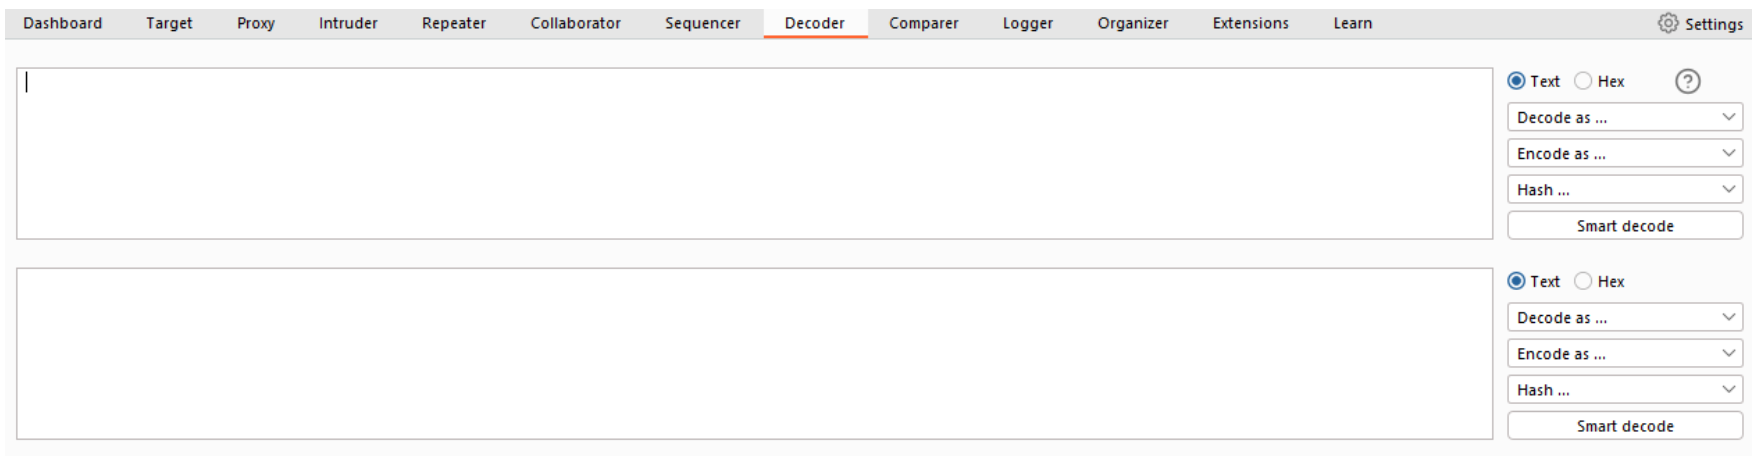 Dashboard Target Proxy Intruder Repeater Collaborator Sequencer Decoder Comparer Logger Organizer Extensions Learn Settings
Text Hex ?
Decode as ...
Encode as ...
Hash ...
Smart decode
Text Hex
Decode as ...
Encode as ...
Hash ...
Smart decode